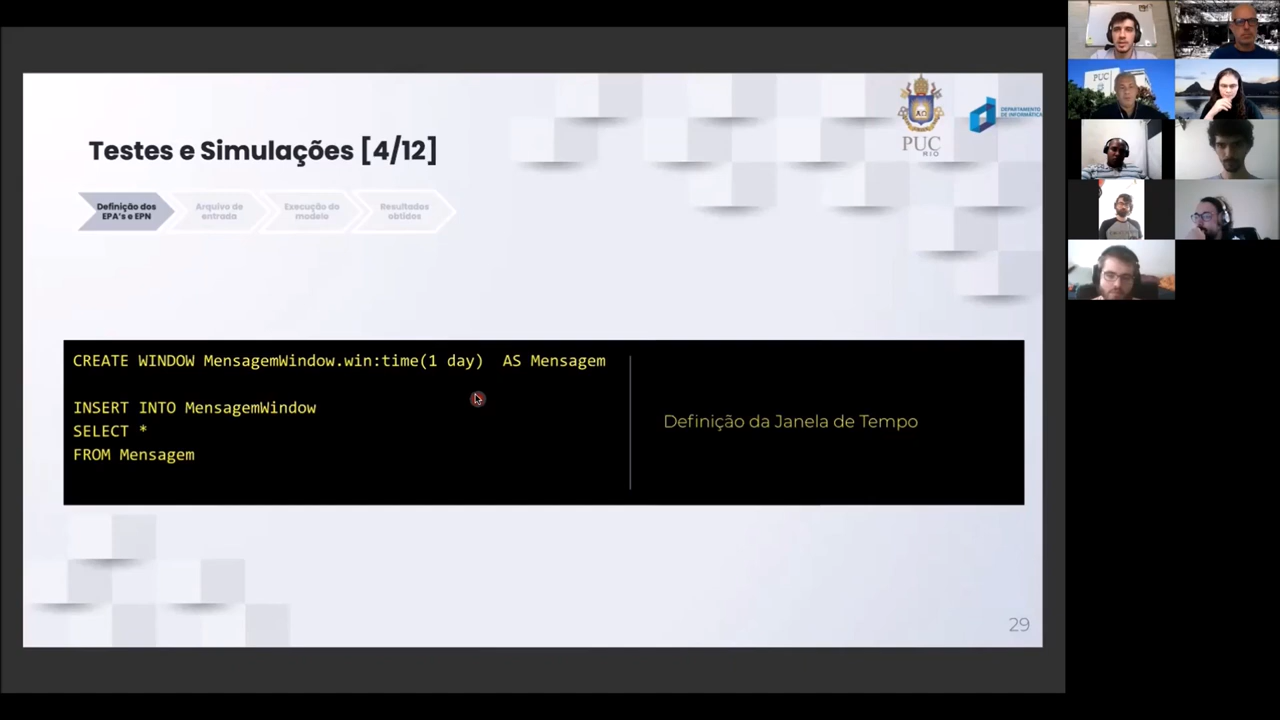 Testes e Simulações [4/12]
Definição dos
EPA's e EPN
Arquivo de
entrada
Execução do
modelo
Resultados
obtidos
PUC
RIO
DEPARTAMENTO
DE INFORMÁTICA
CREATE WINDOW MensagemWindow.win:time(1 day)  AS Mensagem
INSERT INTO MensagemWindow
SELECT *
FROM Mensagem
Definição da Janela de Tempo
29
PUC